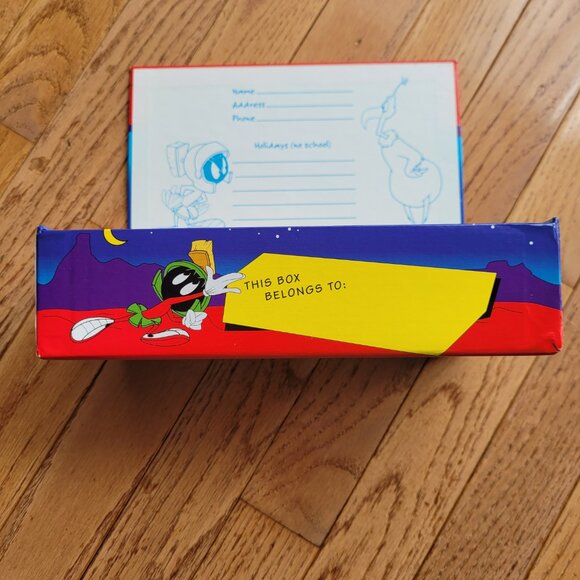 Name
Address
Phone
Holidays (no school)
THIS BOX
BELONGS TO: